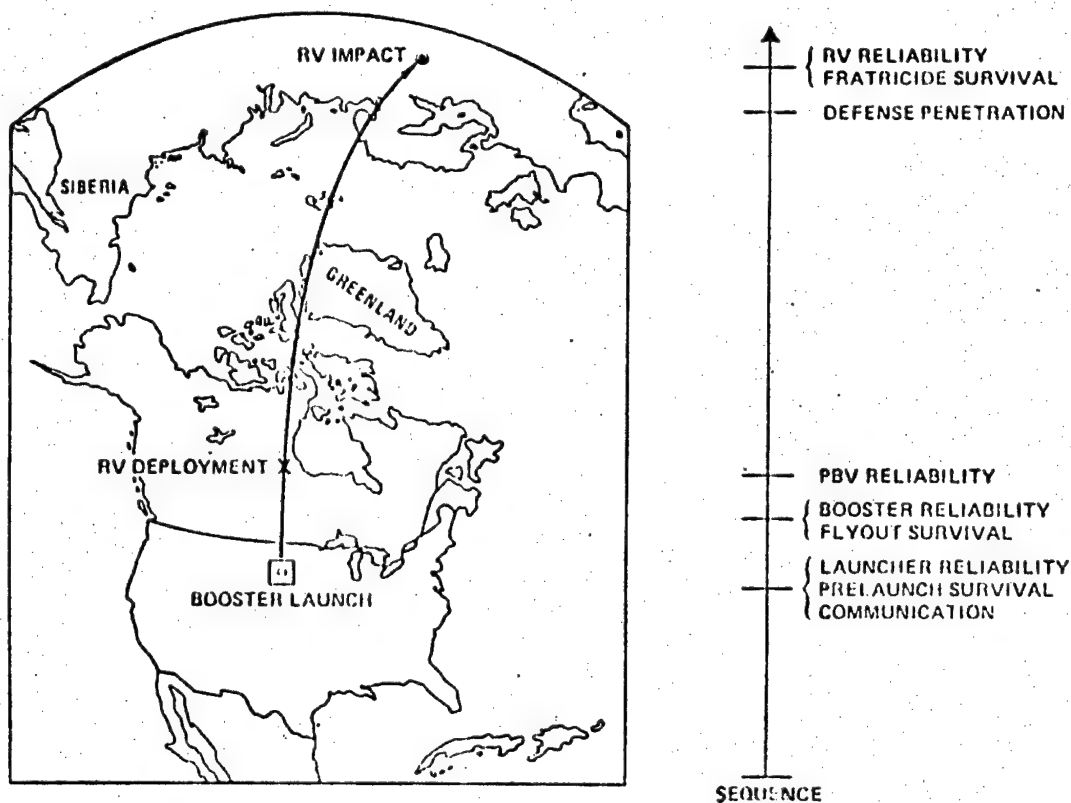 RV IMPACT
SIBERIA
GREENLAND
RV DEPLOYMENT
BOOSTER LAUNCH
RV RELIABILITY
FRATRICIDE SURVIVAL
DEFENSE PENETRATION
PBV RELIABILITY
BOOSTER RELIABILITY
FLYOUT SURVIVAL
LAUNCHER RELIABILITY
PRELAUNCH SURVIVAL
COMMUNICATION
SEQUENCE